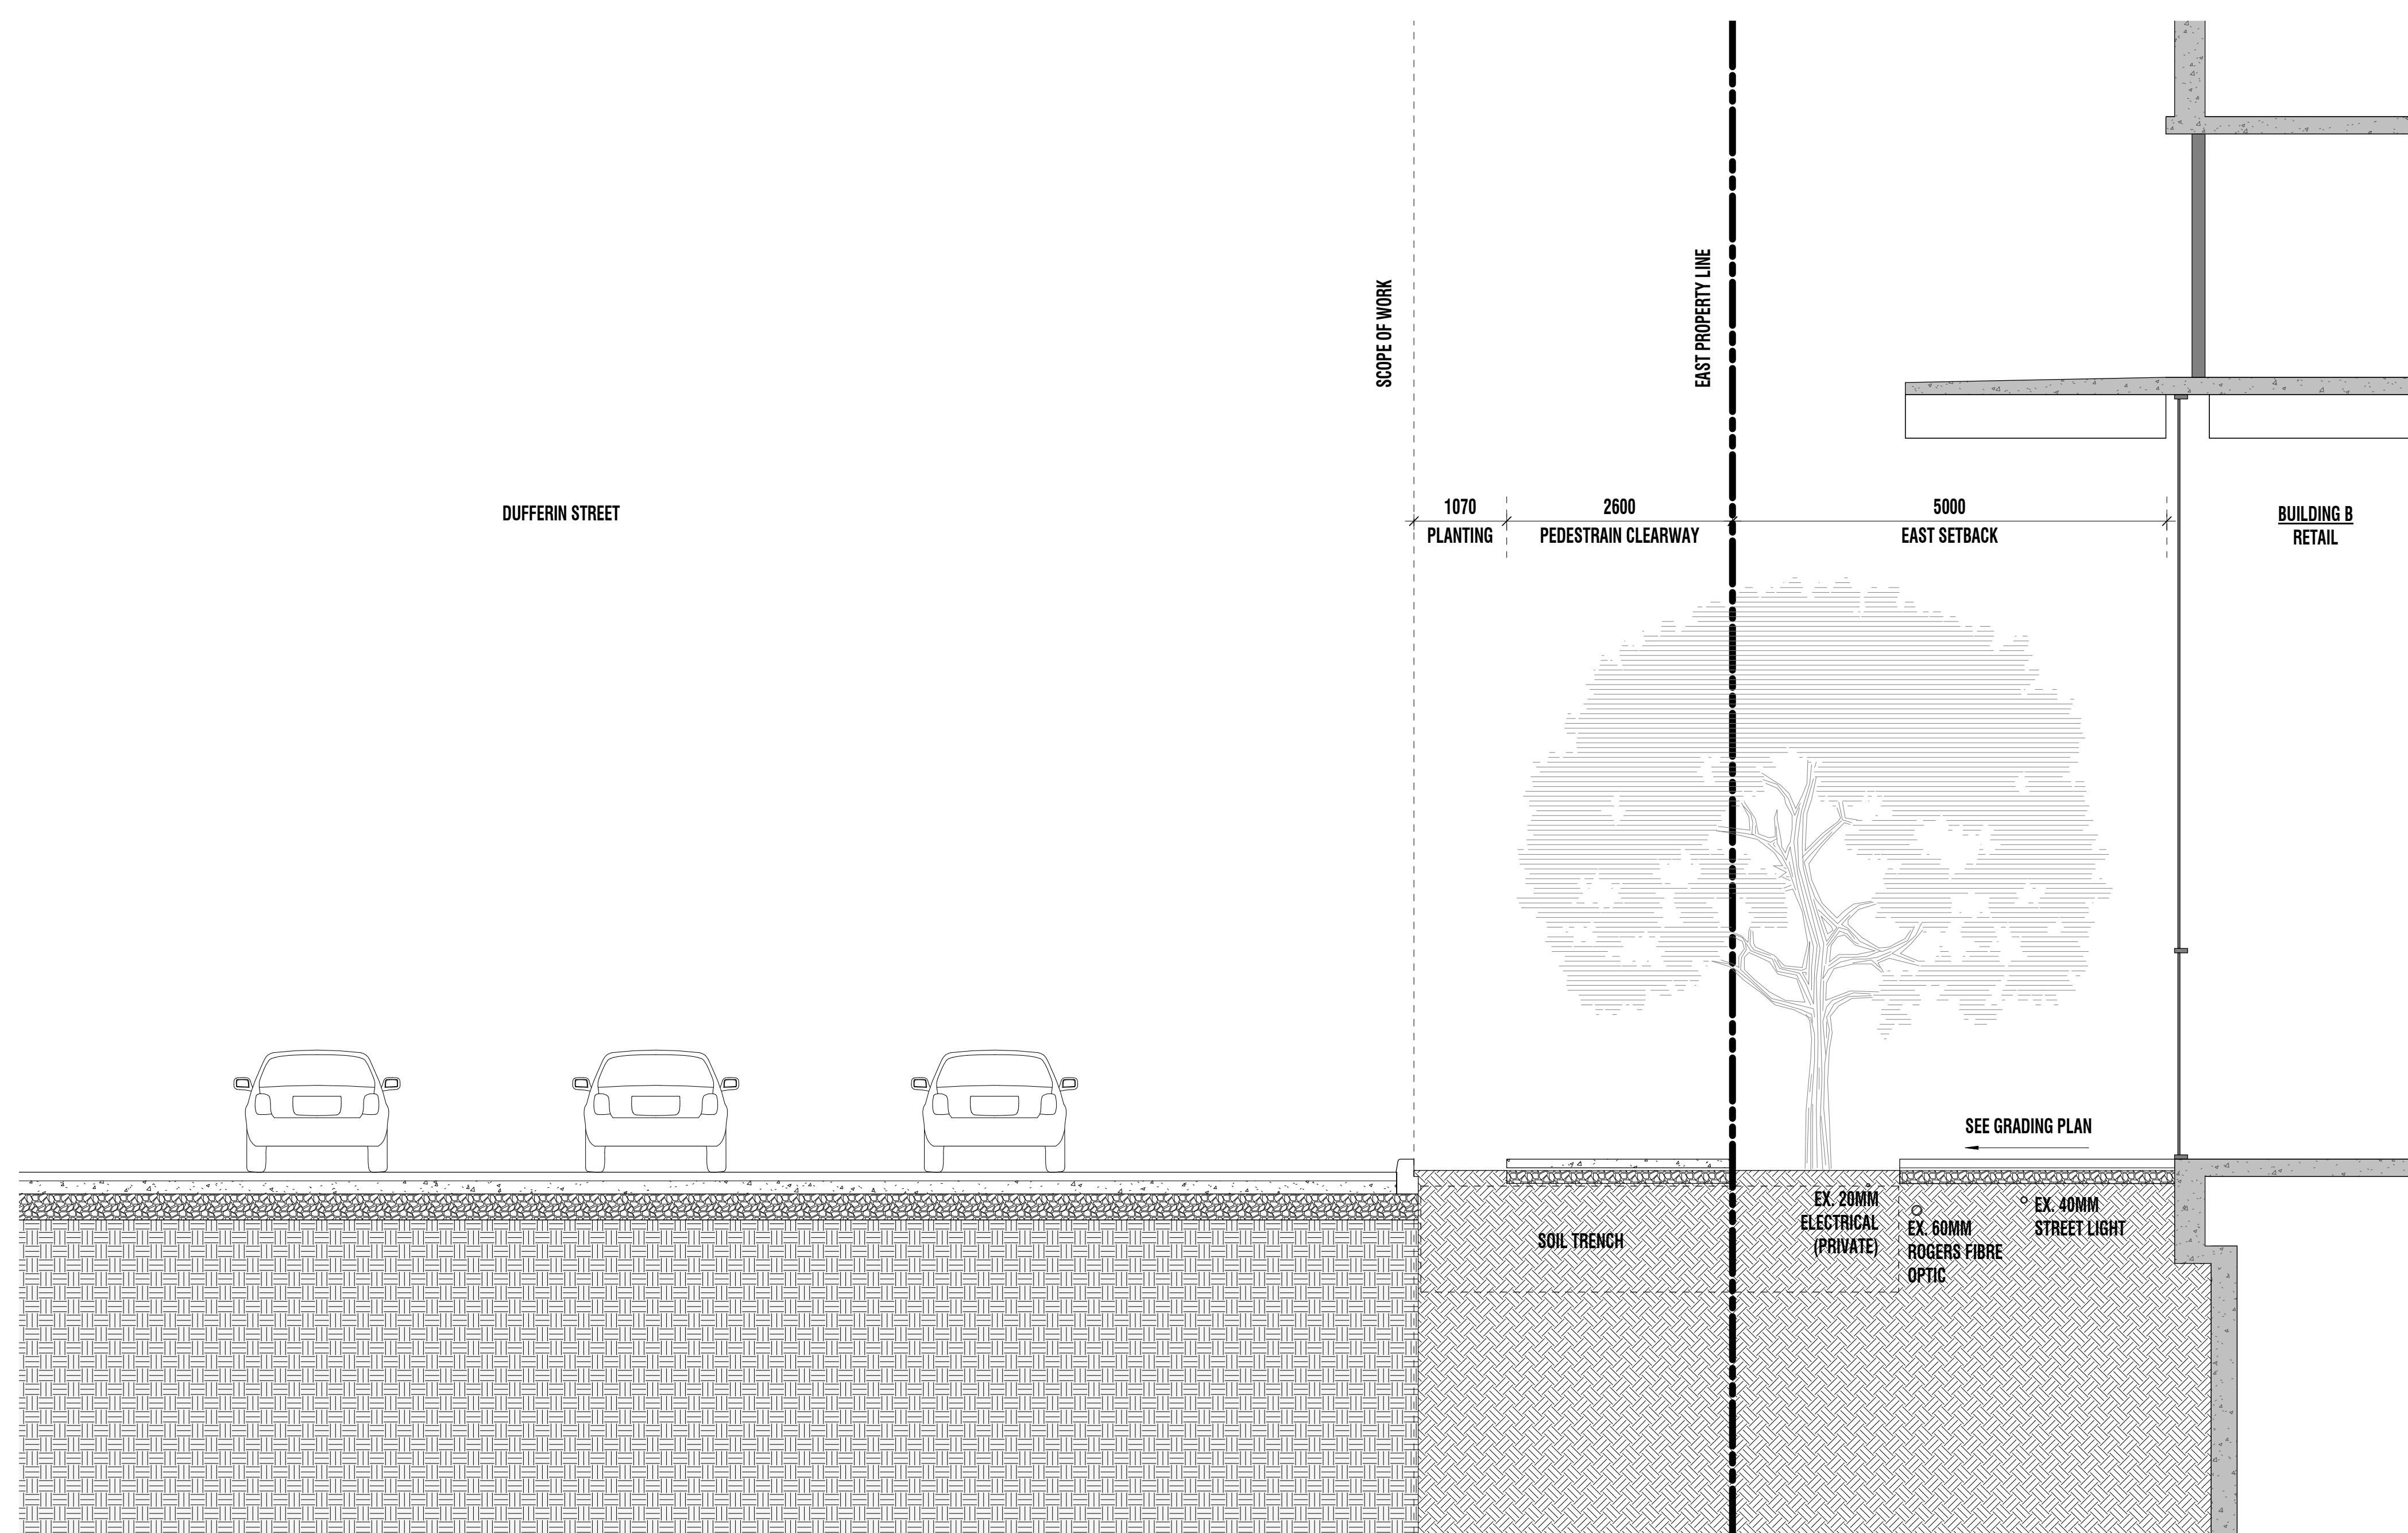 SCOPE OF WORK
EAST PROPERTY LINE
DUFFERIN STREET
1070
PLANTING
2600
PEDESTRAIN CLEARWAY
5000
EAST SETBACK
BUILDING B
RETAIL
SEE GRADING PLAN
SOIL TRENCH
EX. 20MM
ELECTRICAL
(PRIVATE)
EX. 60MM
ROGERS FIBRE
OPTIC
EX. 40MM
STREET LIGHT